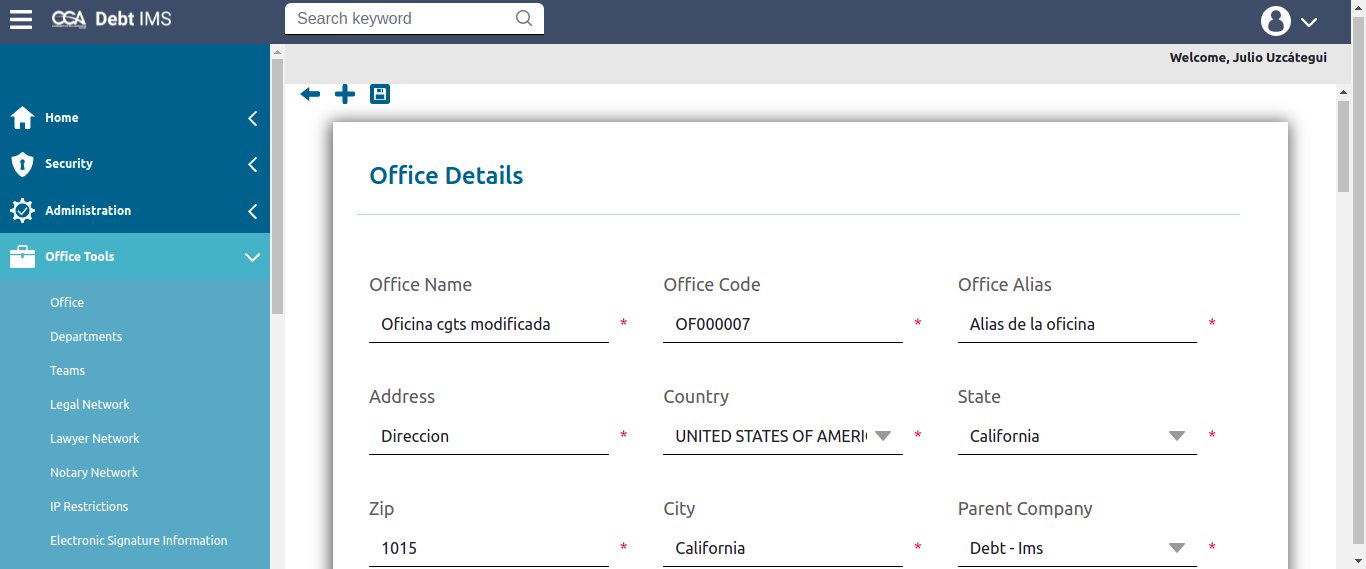 CGA Debt IMS
Search keyword
Welcome, Julio Uzcátegui
Home
Security
Administration
Office Tools
Office
Departments
Teams
Legal Network
Lawyer Network
Notary Network
IP Restrictions
Electronic Signature Information
Office Details
Office Name Office Code Office Alias
Oficina cgts modificada * OF000007 * Alias de la oficina *
Address Country State
Direccion * UNITED STATES OF AMERI * California *
Zip City Parent Company
1015 * California * Debt - Ims *